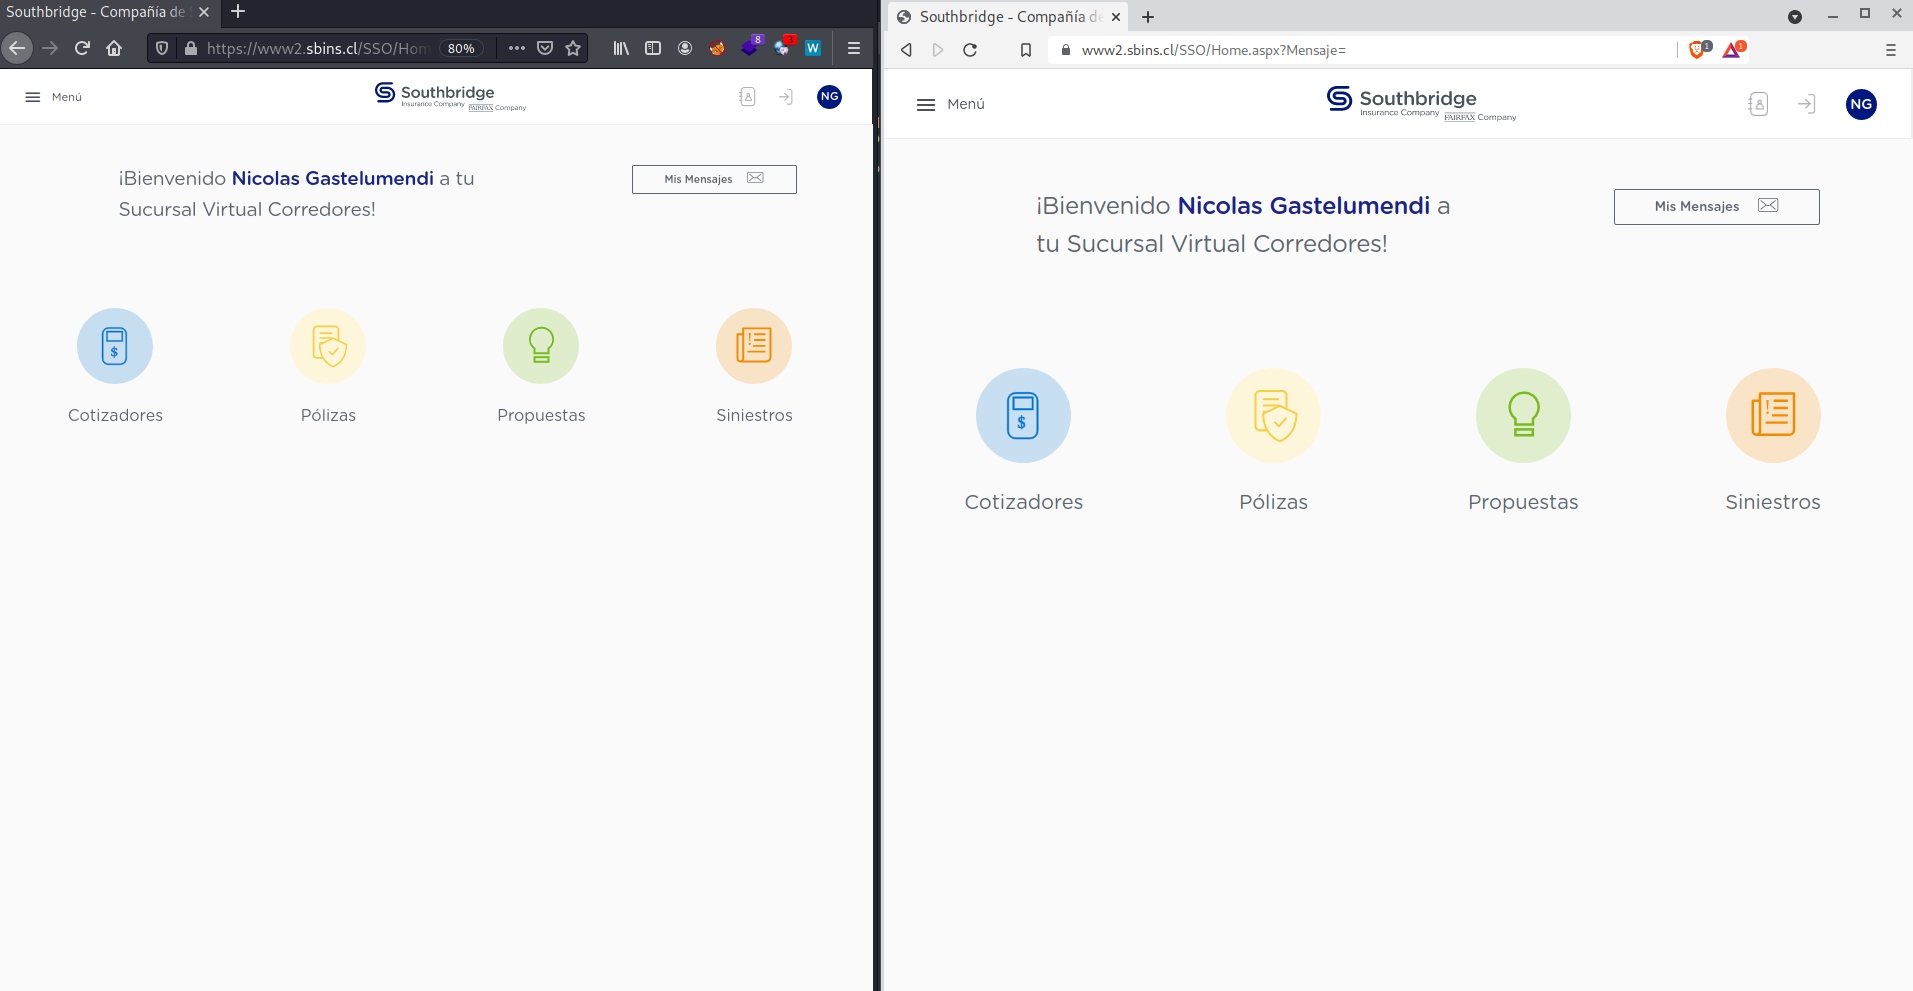 Southbridge - Compañía de S
https://www2.sbins.cl/SSO/Hom
80%
8
3
W
Menú
Southbridge
Insurance Company
FAIRFAX Company
NG
¡Bienvenido Nicolas Gastelumendi a tu
Sucursal Virtual Corredores!
Mis Mensajes
$
!
Cotizadores
Pólizas
Propuestas
Siniestros
Southbridge - Compañía de
www2.sbins.cl/SSO/Home.aspx?Mensaje=
1
1
Menú
Southbridge
Insurance Company
FAIRFAX Company
NG
¡Bienvenido Nicolas Gastelumendi a
tu Sucursal Virtual Corredores!
Mis Mensajes
$
!
Cotizadores
Pólizas
Propuestas
Siniestros